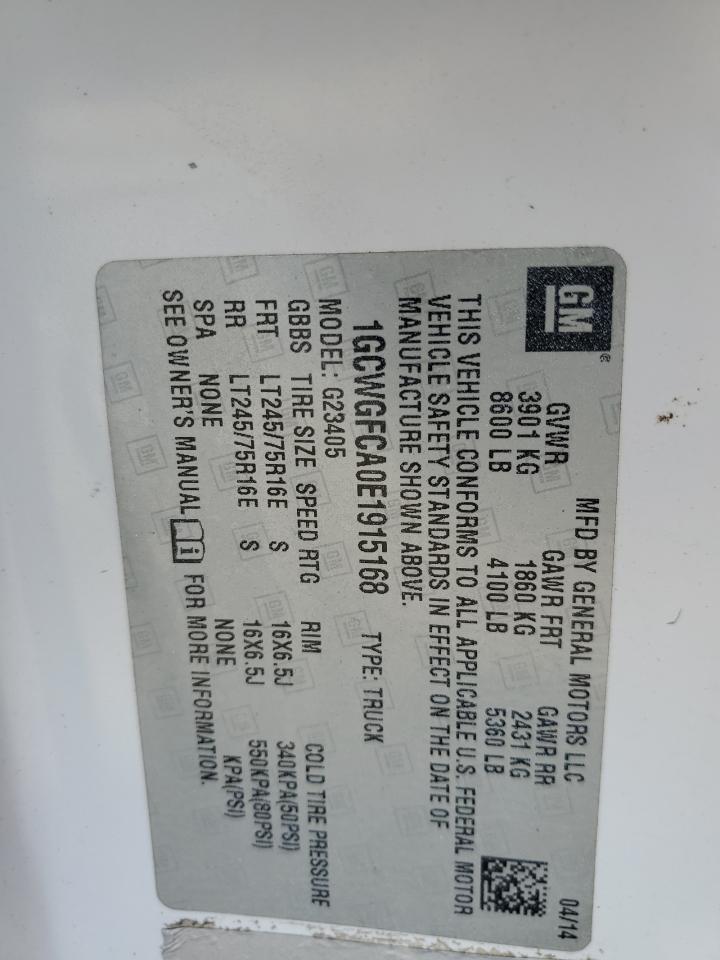 GM ®
MFD BY GENERAL MOTORS LLC 04/14
GVWR GAWR FRT GAWR RR
3901 KG 1860 KG 2431 KG
8600 LB 4100 LB 5360 LB
THIS VEHICLE CONFORMS TO ALL APPLICABLE U.S. FEDERAL MOTOR
VEHICLE SAFETY STANDARDS IN EFFECT ON THE DATE OF
MANUFACTURE SHOWN ABOVE.
1GCWGFCA0E1915168 TYPE: TRUCK
MODEL: G23405
GBBS TIRE SIZE SPEED RTG RIM COLD TIRE PRESSURE
FRT LT245/75R16E S 16X6.5J 340KPA(50PSI)
RR LT245/75R16E S 16X6.5J 550KPA(80PSI)
SPA NONE NONE KPA(PSI)
SEE OWNER'S MANUAL i FOR MORE INFORMATION.